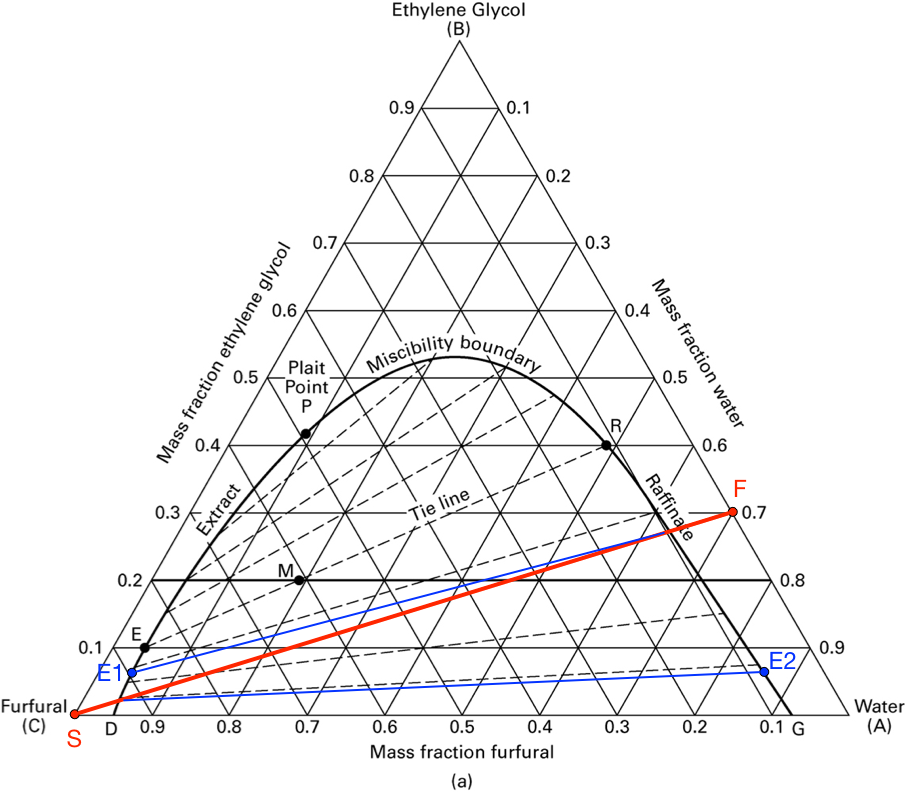 Ethylene Glycol
(B)
0.9
0.1
0.8
0.2
0.7
0.3
Mass fraction ethylene glycol
Mass fraction water
0.6
0.4
Miscibility boundary
Plait
Point
P
0.5
0.5
R
0.4
0.6
Extract
Tie line
Raffinate
F
0.3
0.7
M
0.2
0.8
E
0.1
0.9
E1
E2
Furfural
(C)
S
D
0.9
0.8
0.7
0.6
0.5
0.4
0.3
0.2
0.1
G
Water
(A)
Mass fraction furfural
(a)